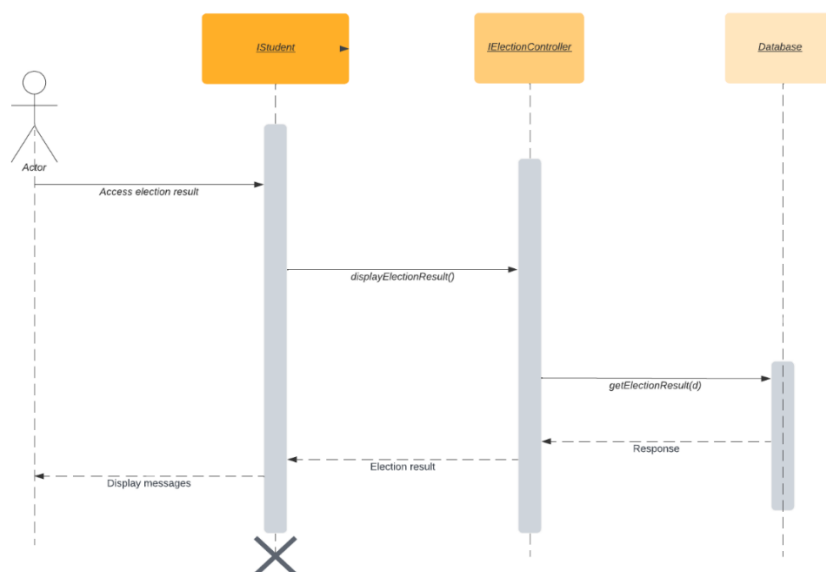 IStudent
IElectionController
Database
Actor
Access election result
displayElectionResult()
getElectionResult(d)
Response
Election result
Display messages